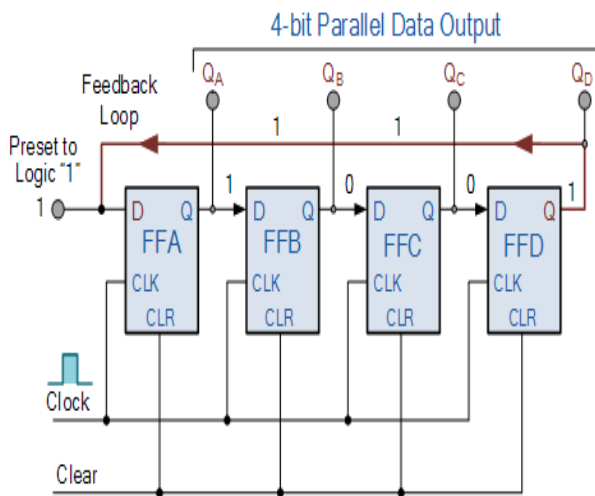 4-bit Parallel Data Output
QA QB QC QD
Feedback
Loop
1 1
Preset to
Logic "1"
1
1 0 0 1
D Q D Q D Q D Q
FFA FFB FFC FFD
CLK CLK CLK CLK
CLR CLR CLR CLR
Clock
Clear